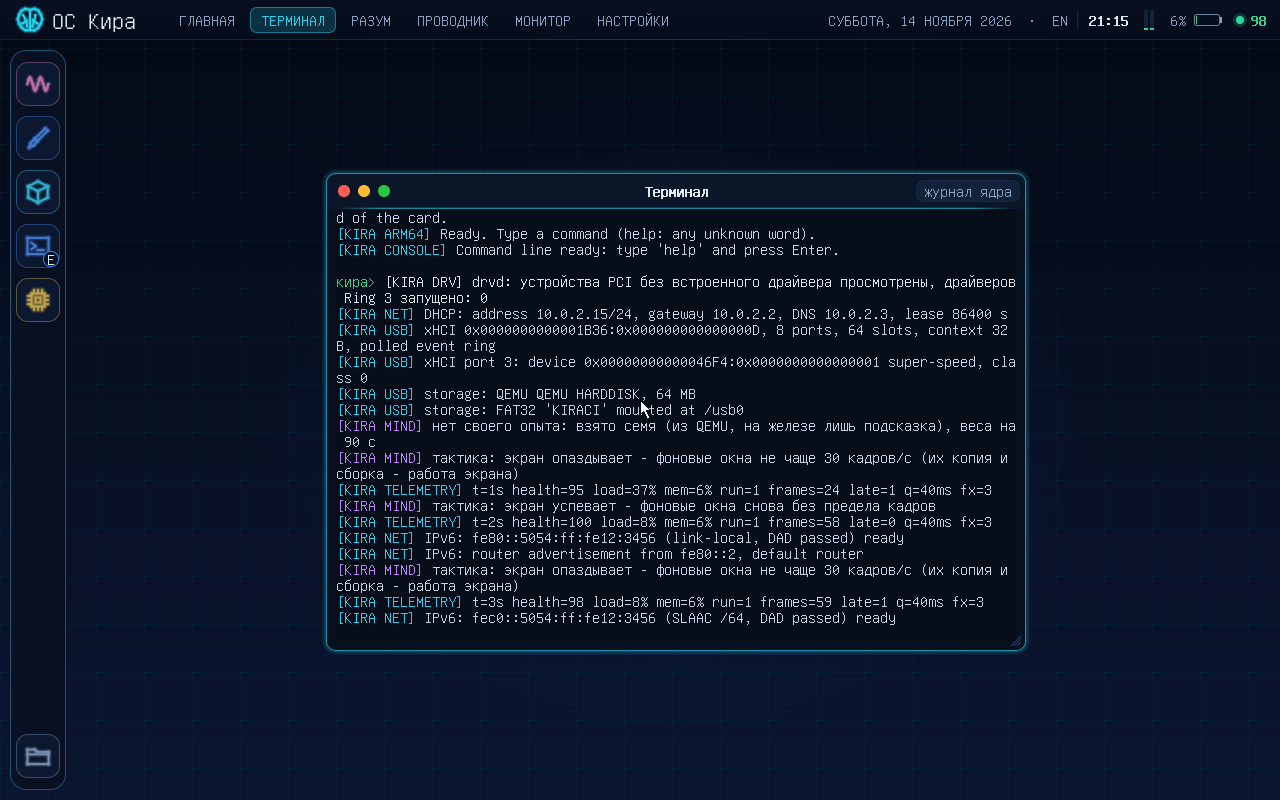 ОС Кира ГЛАВНАЯ ТЕРМИНАЛ РАЗУМ ПРОВОДНИК МОНИТОР НАСТРОЙКИ СУББОТА, 14 НОЯБРЯ 2026 · EN 21:15 6% 98
E
Терминал журнал ядра
d of the card.
[KIRA ARM64] Ready. Type a command (help: any unknown word).
[KIRA CONSOLE] Command line ready: type 'help' and press Enter.
кира> [KIRA DRV] drvd: устройства PCI без встроенного драйвера просмотрены, драйверов
Ring 3 запущено: 0
[KIRA NET] DHCP: address 10.0.2.15/24, gateway 10.0.2.2, DNS 10.0.2.3, lease 86400 s
[KIRA USB] xHCI 0x0000000000001B36:0x000000000000000D, 8 ports, 64 slots, context 32
B, polled event ring
[KIRA USB] xHCI port 3: device 0x00000000000046F4:0x0000000000000001 super-speed, cla
ss 0
[KIRA USB] storage: QEMU QEMU HARDDISK, 64 MB
[KIRA USB] storage: FAT32 'KIRACI' mounted at /usb0
[KIRA MIND] нет своего опыта: взято семя (из QEMU, на железе лишь подсказка), веса на
90 с
[KIRA MIND] тактика: экран опаздывает - фоновые окна не чаще 30 кадров/с (их копия и
сборка - работа экрана)
[KIRA TELEMETRY] t=1s health=95 load=37% mem=6% run=1 frames=24 late=1 q=40ms fx=3
[KIRA MIND] тактика: экран успевает - фоновые окна снова без предела кадров
[KIRA TELEMETRY] t=2s health=100 load=8% mem=6% run=1 frames=58 late=0 q=40ms fx=3
[KIRA NET] IPv6: fe80::5054:ff:fe12:3456 (link-local, DAD passed) ready
[KIRA NET] IPv6: router advertisement from fe80::2, default router
[KIRA MIND] тактика: экран опаздывает - фоновые окна не чаще 30 кадров/с (их копия и
сборка - работа экрана)
[KIRA TELEMETRY] t=3s health=98 load=8% mem=6% run=1 frames=59 late=1 q=40ms fx=3
[KIRA NET] IPv6: fec0::5054:ff:fe12:3456 (SLAAC /64, DAD passed) ready